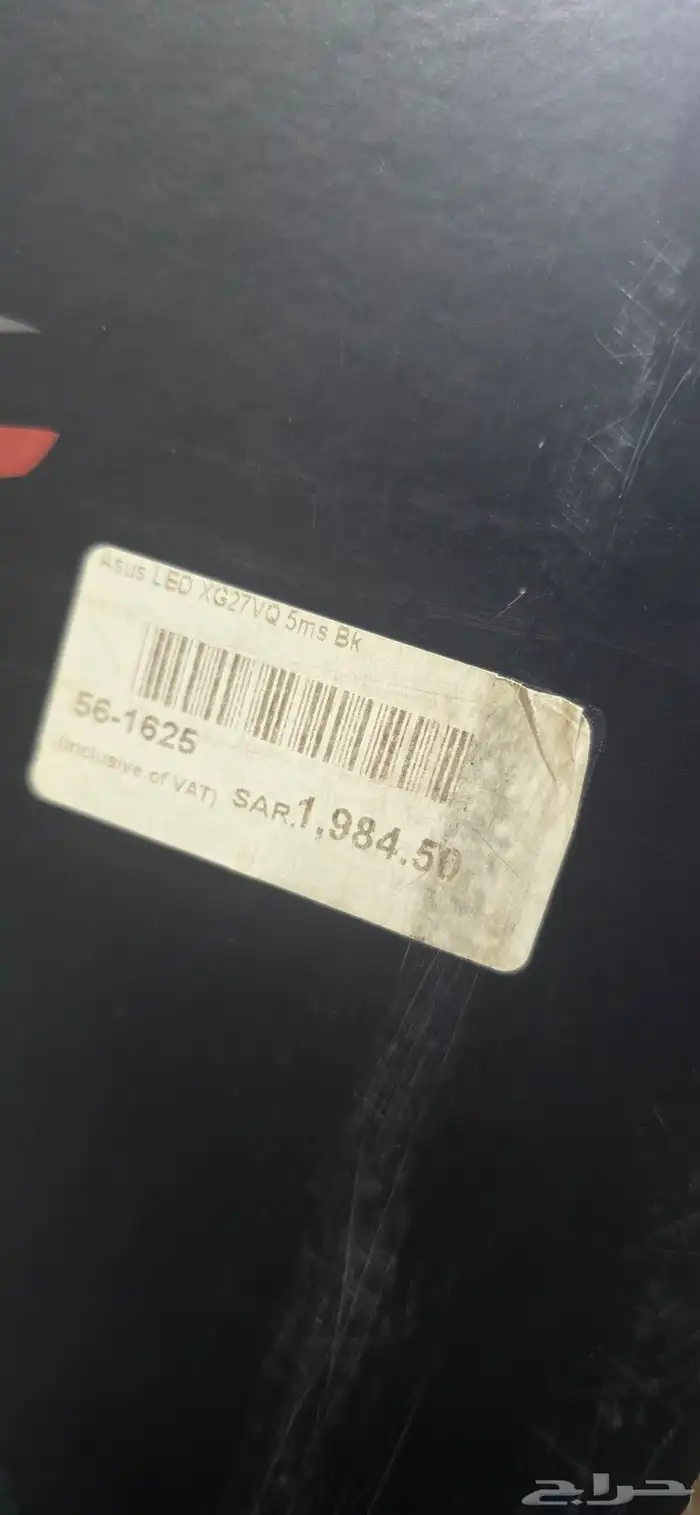 Asus LED XG27VQ 5ms Bk
56-1625
(Inclusive of VAT) SAR.1,984.50
حراج